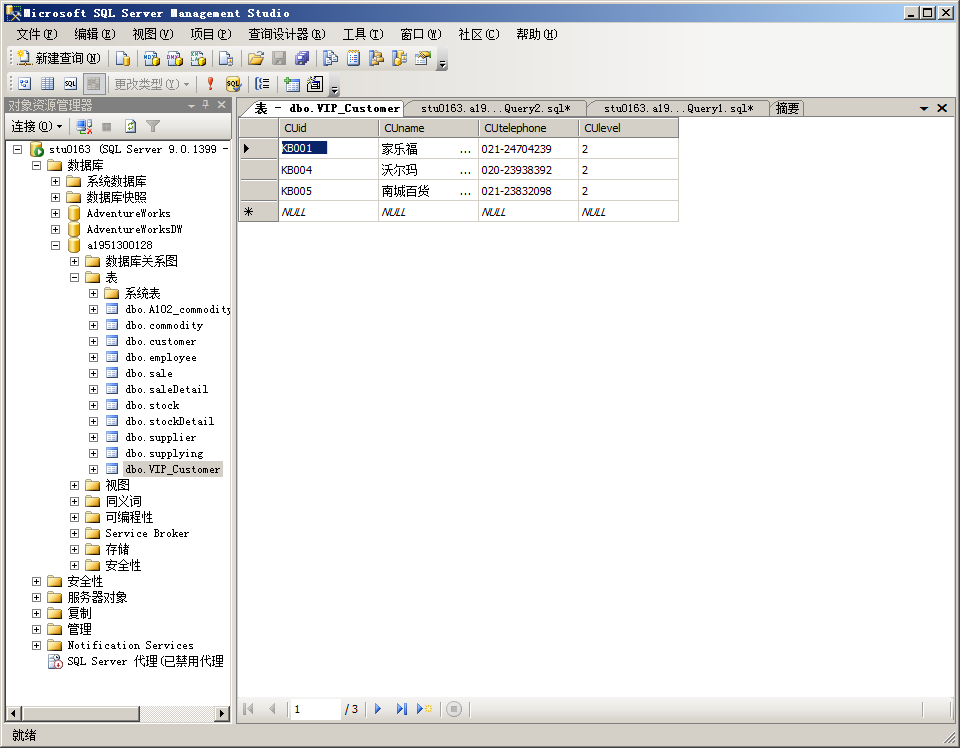 Microsoft SQL Server Management Studio
文件(F) 编辑(E) 视图(V) 项目(P) 查询设计器(R) 工具(T) 窗口(W) 社区(C) 帮助(H)
新建查询(N)
更改类型(Y)
对象资源管理器
连接(O)
stu0163 (SQL Server 9.0.1399 -
数据库
系统数据库
数据库快照
AdventureWorks
AdventureWorksDW
a1951300128
数据库关系图
表
系统表
dbo.A102_commodity
dbo.commodity
dbo.customer
dbo.employee
dbo.sale
dbo.saleDetail
dbo.stock
dbo.stockDetail
dbo.supplier
dbo.supplying
dbo.VIP_Customer
视图
同义词
可编程性
Service Broker
存储
安全性
安全性
服务器对象
复制
管理
Notification Services
SQL Server 代理(已禁用代理
表 - dbo.VIP_Customer stu0163.a19...Query2.sql* stu0163.a19...Query1.sql* 摘要
CUid CUname CUtelephone CUlevel
KB001 家乐福 ... 021-24704239 2
KB004 沃尔玛 ... 020-23938392 2
KB005 南城百货 ... 021-23832098 2
NULL NULL NULL NULL
1 / 3
就绪